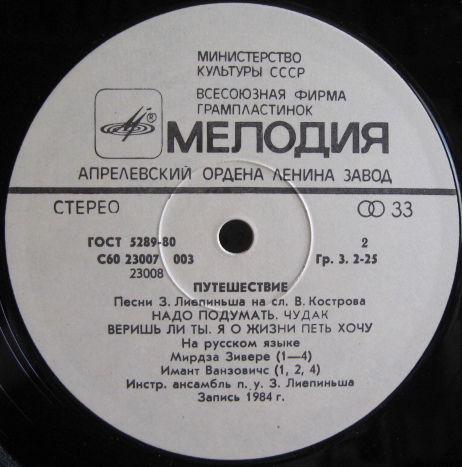 МИНИСТЕРСТВО
КУЛЬТУРЫ СССР
ВСЕСОЮЗНАЯ ФИРМА
ГРАМПЛАСТИНОК
® МЕЛОДИЯ
АПРЕЛЕВСКИЙ ОРДЕНА ЛЕНИНА ЗАВОД
СТЕРЕО 33
ГОСТ 5289-80 2
С60 23007 003 Гр. 3. 2-25
23008
ПУТЕШЕСТВИЕ
Песни З. Лиепиньша на сл. В. Кострова
НАДО ПОДУМАТЬ. ЧУДАК
ВЕРИШЬ ЛИ ТЫ. Я О ЖИЗНИ ПЕТЬ ХОЧУ
На русском языке
Мирдза Зивере (1—4)
Имант Ванзовичс (1, 2, 4)
Инстр. ансамбль п. у. З. Лиепиньша
Запись 1984 г.